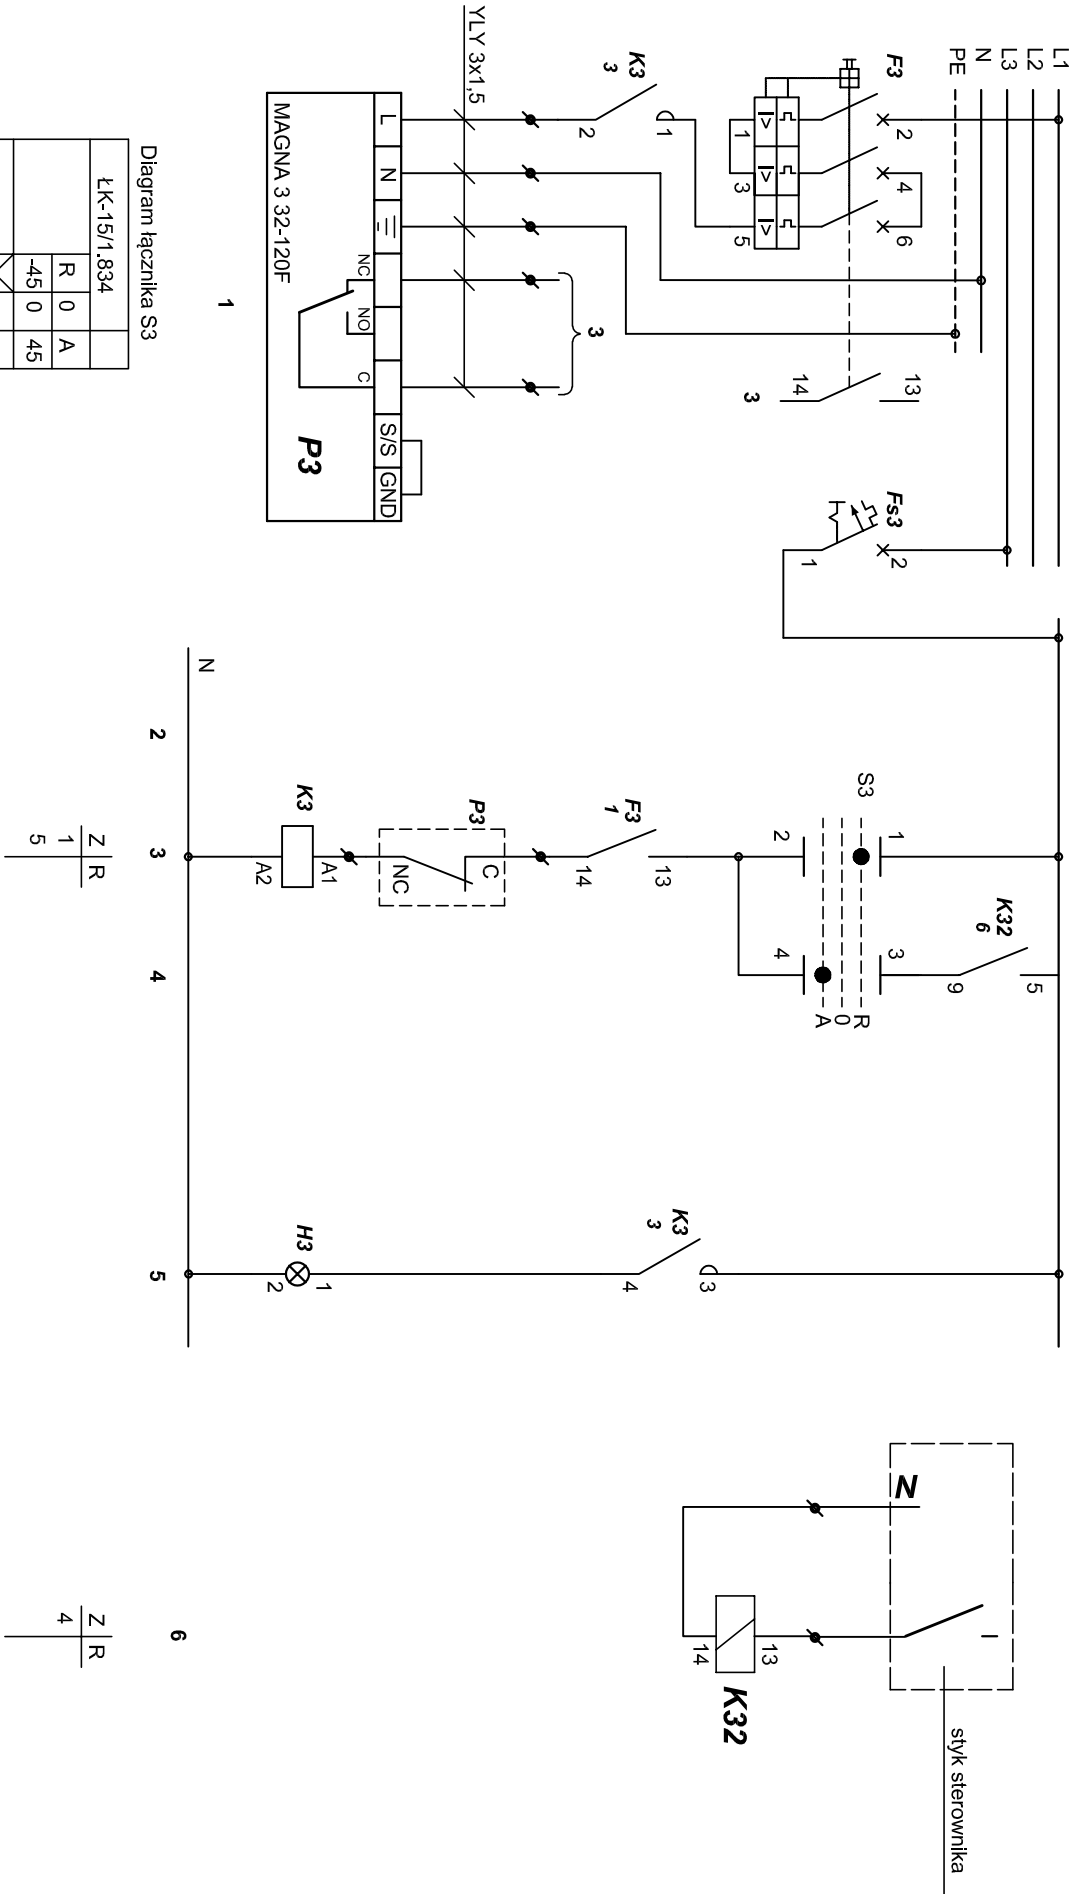 L1
L2
L3
N
PE
F3
2
4
6
1
3
5
I>
I>
I>
13
14
3
Fs3
2
1
K3
3
1
2
YLY 3x1,5
3
L
N
S/S
GND
NC
NO
C
MAGNA 3 32-120F
P3
1
N
2
S3
1
2
3
4
R
0
A
K32
6
5
9
F3
1
13
14
P3
C
NC
K3
A1
A2
3
4
Z R
1
5
K3
3
3
4
H3
1
2
5
N
I
styk sterownika
13
14
K32
6
Z R
4
Diagram łącznika S3
ŁK-15/1.834
R 0 A
-45 0 45